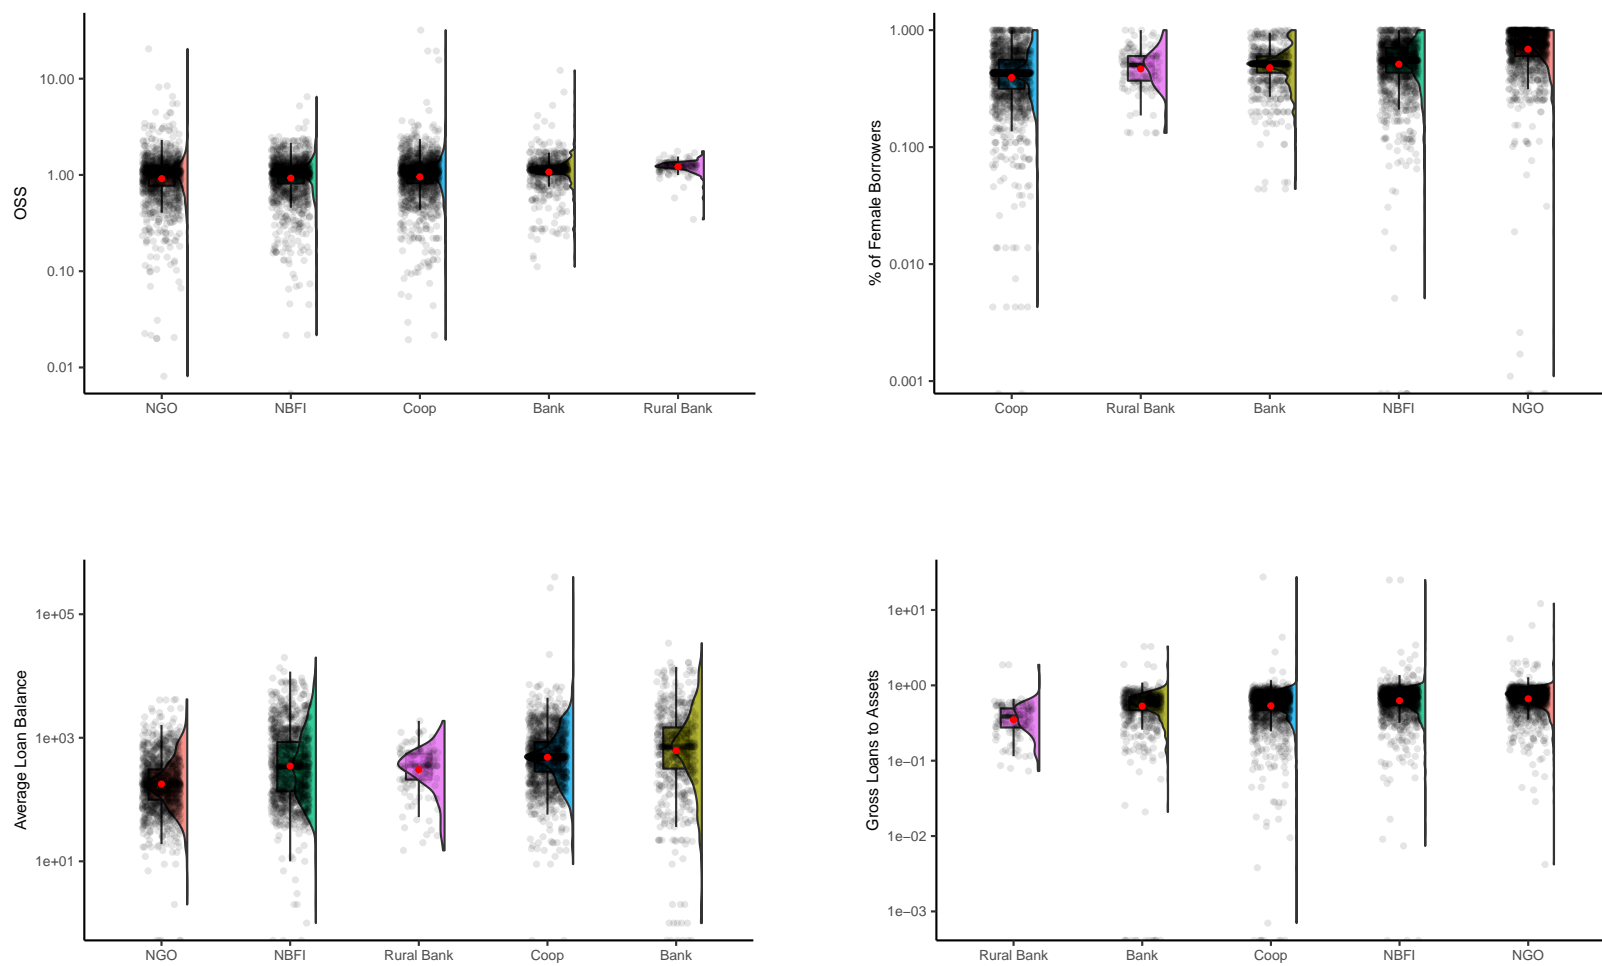 OSS
10.00
1.00
0.10
0.01
NGO NBFI Coop Bank Rural Bank
% of Female Borrowers
1.000
0.100
0.010
0.001
Coop Rural Bank Bank NBFI NGO
Average Loan Balance
1e+05
1e+03
1e+01
NGO NBFI Rural Bank Coop Bank
Gross Loans to Assets
1e+01
1e+00
1e−01
1e−02
1e−03
Rural Bank Bank Coop NBFI NGO